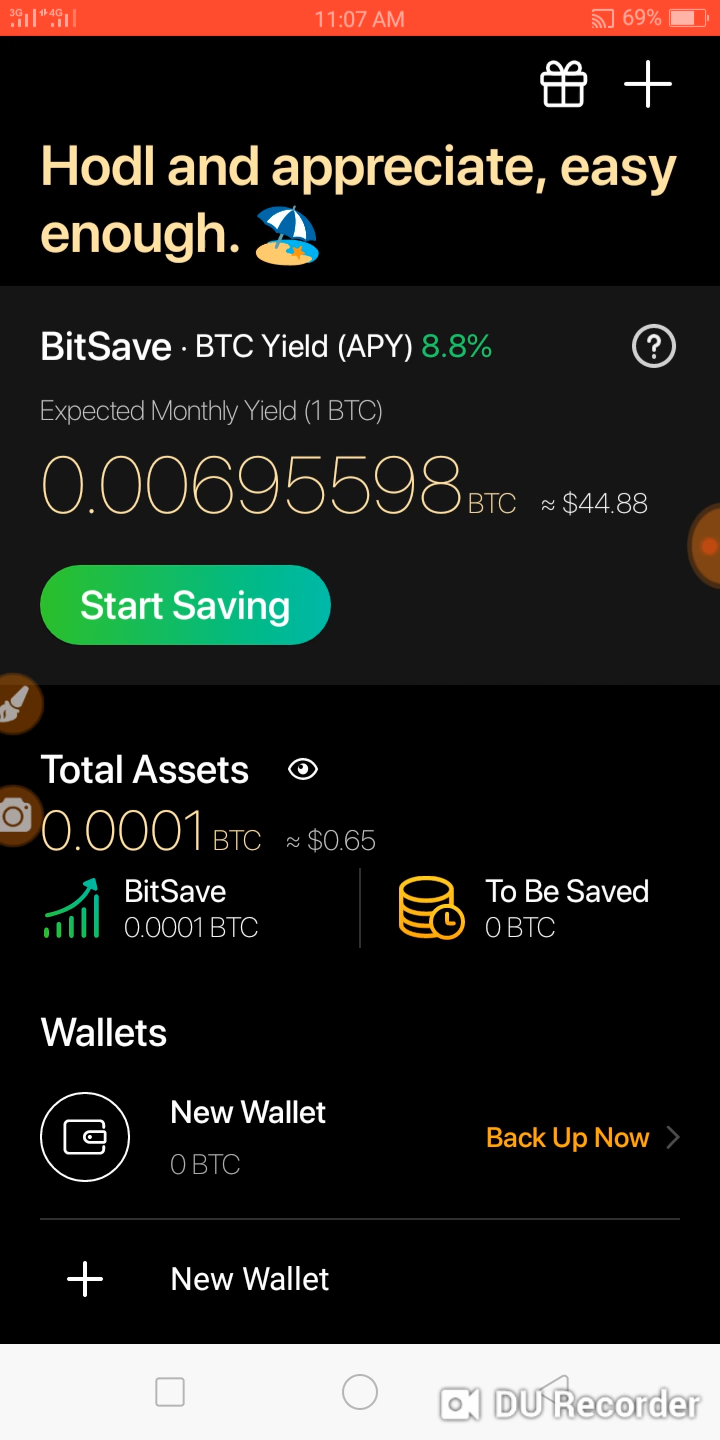 3G 4G 11:07 AM 69%
Hodl and appreciate, easy
enough.
BitSave · BTC Yield (APY) 8.8%
Expected Monthly Yield (1 BTC)
0.00695598 BTC ≈ $44.88
Start Saving
Total Assets
0.0001 BTC ≈ $0.65
BitSave
0.0001 BTC
To Be Saved
0 BTC
Wallets
New Wallet
0 BTC
Back Up Now
New Wallet
DU Recorder